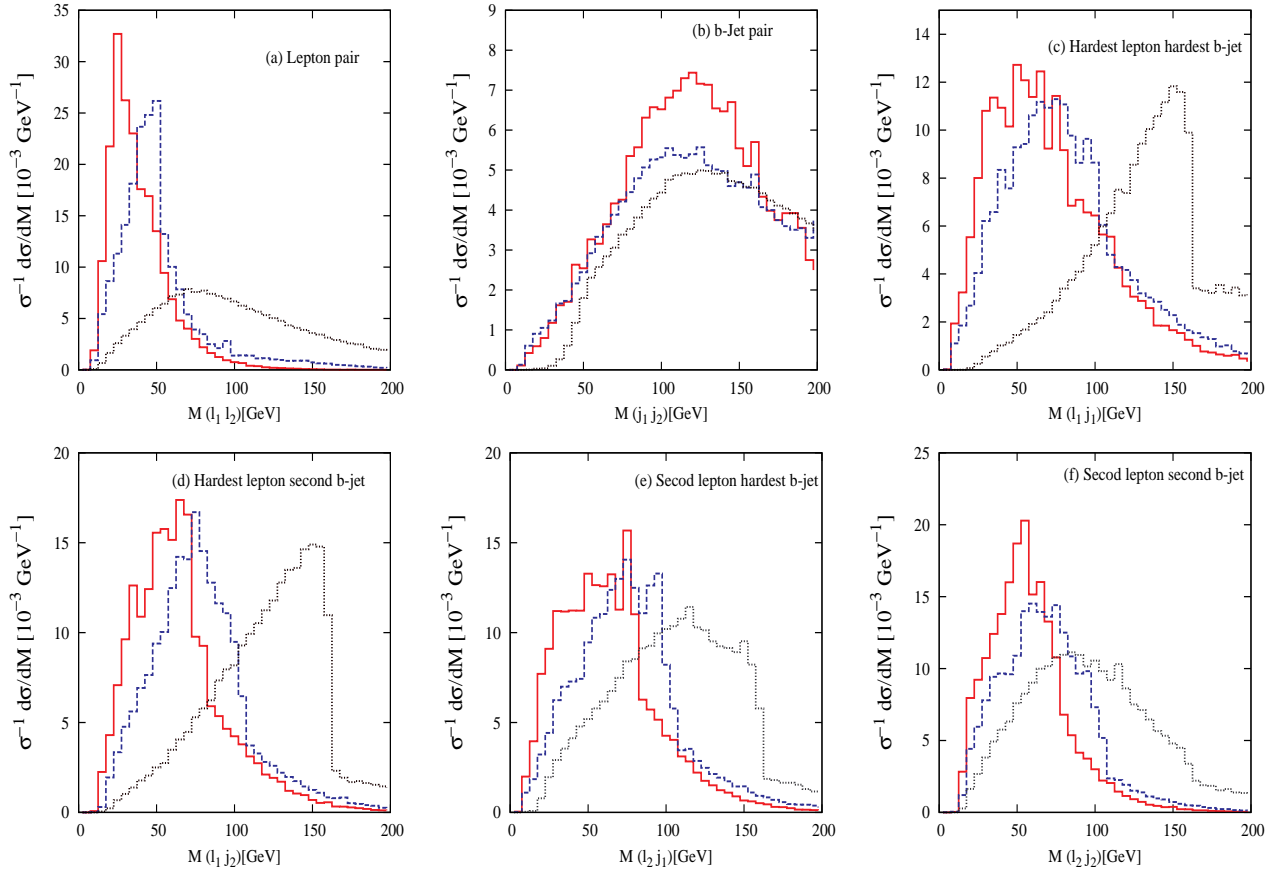 (a) Lepton pair
σ⁻¹ dσ/dM [10⁻³ GeV⁻¹]
35
30
25
20
15
10
5
0
0 50 100 150 200
M (l₁ l₂)[GeV]
(b) b-Jet pair
σ⁻¹ dσ/dM [10⁻³ GeV⁻¹]
9
8
7
6
5
4
3
2
1
0
0 50 100 150 200
M (j₁ j₂)[GeV]
(c) Hardest lepton hardest b-jet
σ⁻¹ dσ/dM [10⁻³ GeV⁻¹]
14
12
10
8
6
4
2
0
0 50 100 150 200
M (l₁ j₁)[GeV]
(d) Hardest lepton second b-jet
σ⁻¹ dσ/dM [10⁻³ GeV⁻¹]
20
15
10
5
0
0 50 100 150 200
M (l₁ j₂)[GeV]
(e) Secod lepton hardest b-jet
σ⁻¹ dσ/dM [10⁻³ GeV⁻¹]
20
15
10
5
0
0 50 100 150 200
M (l₂ j₁)[GeV]
(f) Secod lepton second b-jet
σ⁻¹ dσ/dM [10⁻³ GeV⁻¹]
25
20
15
10
5
0
0 50 100 150 200
M (l₂ j₂)[GeV]